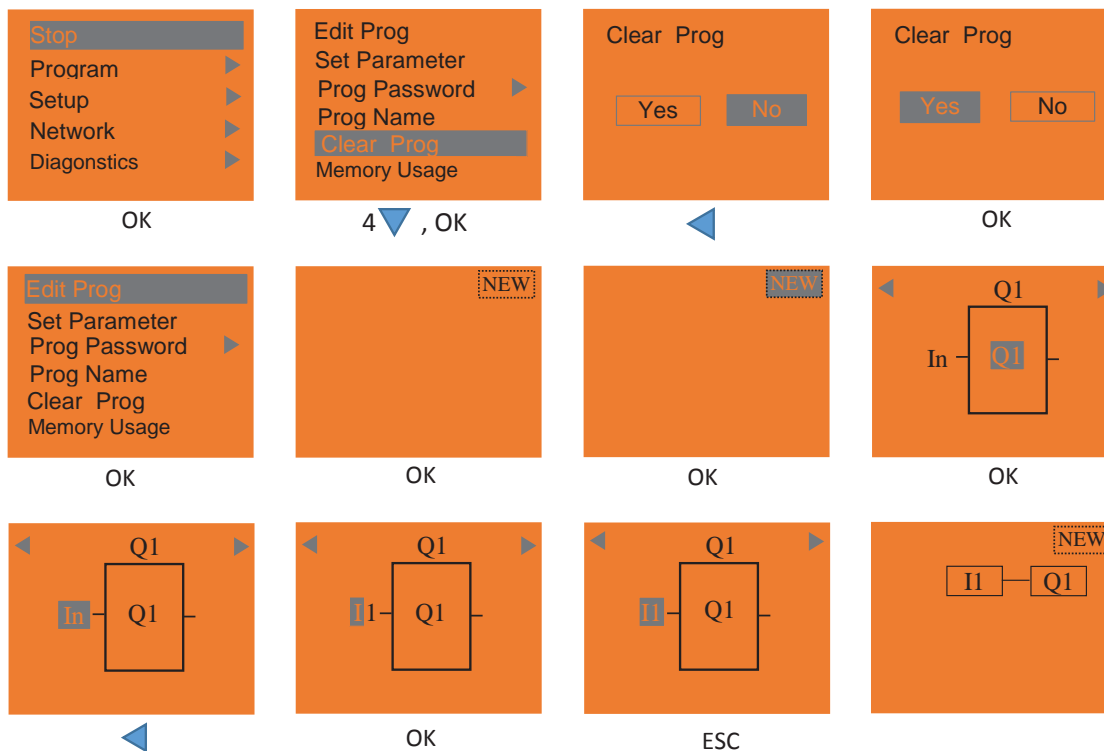 Stop
Program
Setup
Network
Diagonstics
OK
Edit Prog
Set Parameter
Prog Password
Prog Name
Clear Prog
Memory Usage
4 , OK
Clear Prog
Yes No
Clear Prog
Yes No
OK
Edit Prog
Set Parameter
Prog Password
Prog Name
Clear Prog
Memory Usage
OK
NEW
OK
NEW
OK
Q1
In Q1
OK
Q1
In Q1
Q1
I1 Q1
OK
Q1
I1 Q1
ESC
NEW
I1 Q1